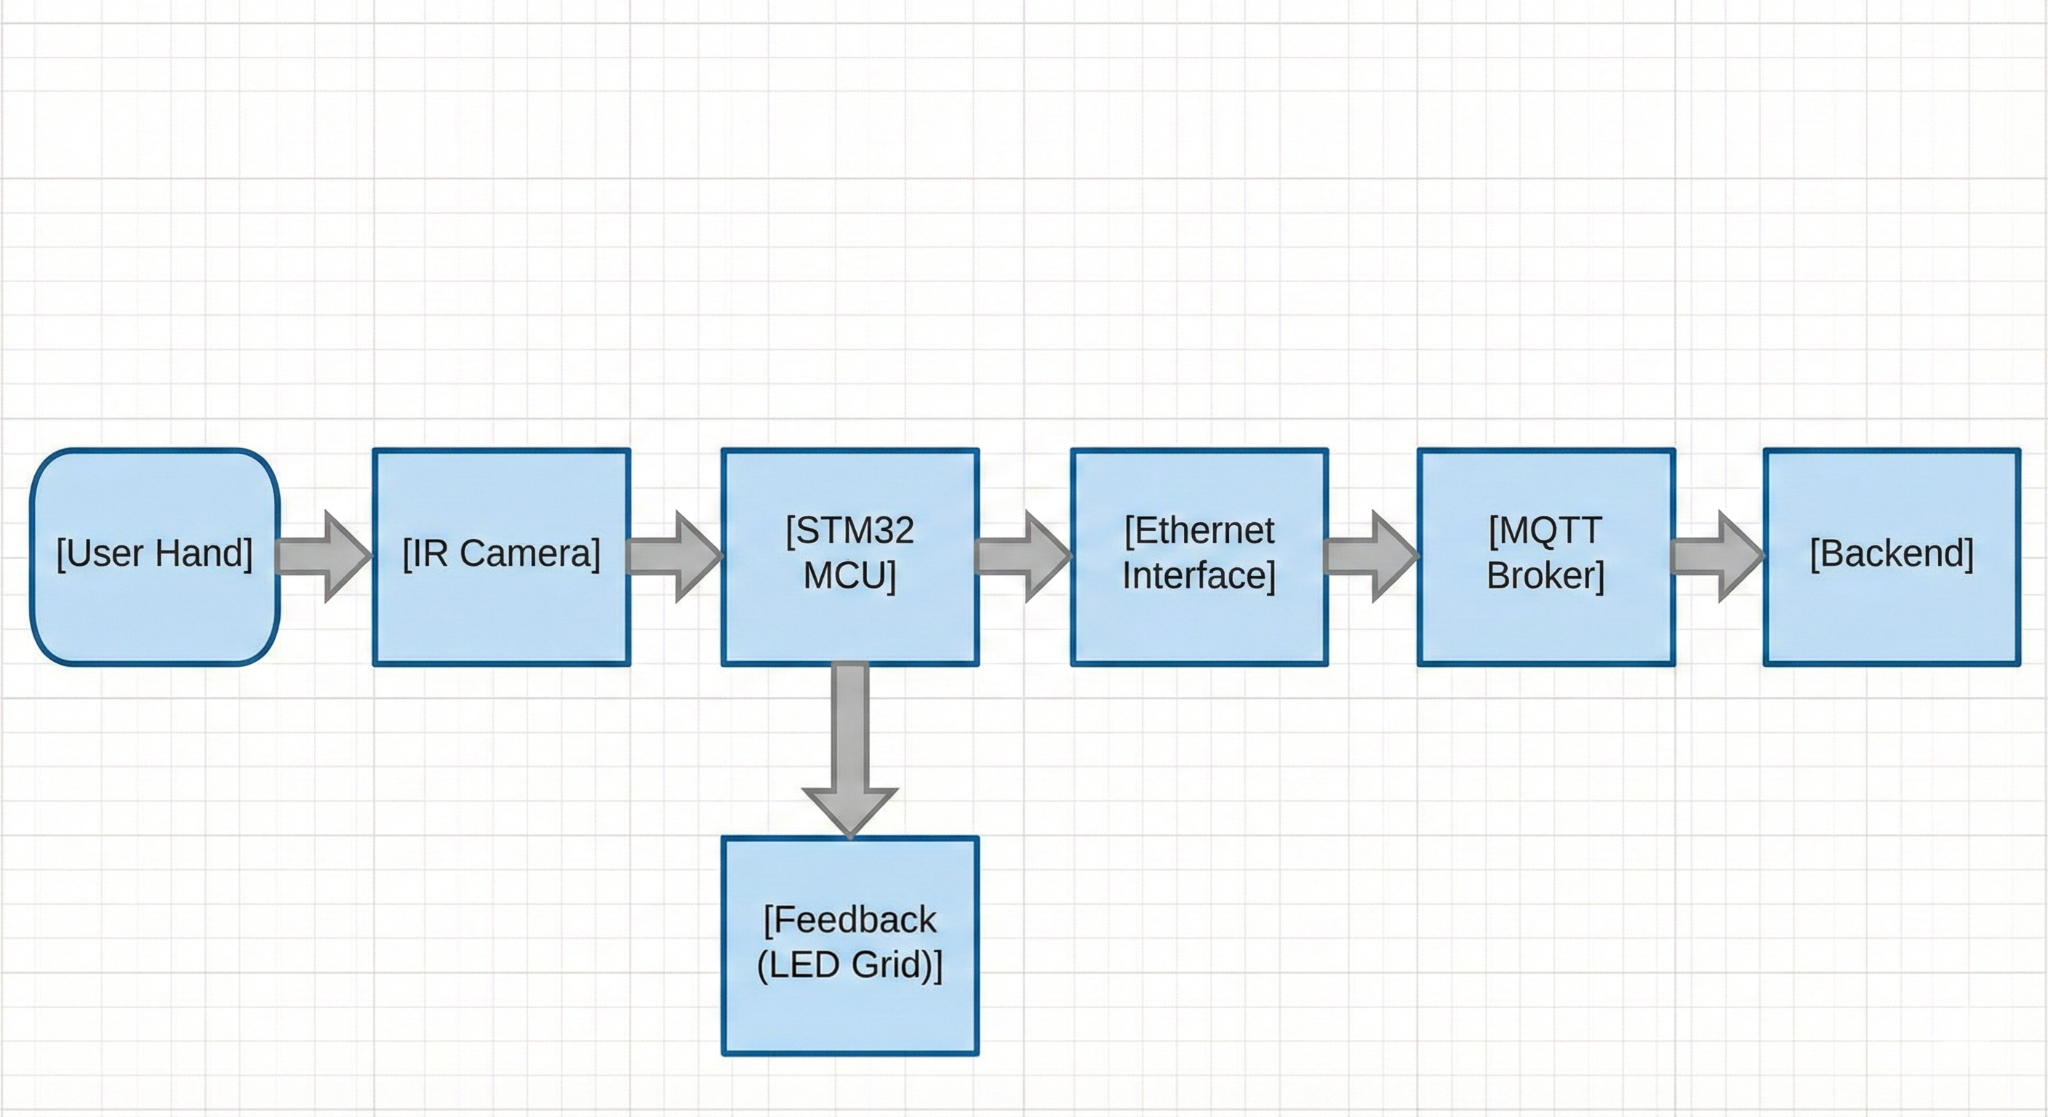 [User Hand]
[IR Camera]
[STM32
MCU]
[Ethernet
Interface]
[MQTT
Broker]
[Backend]
[Feedback
(LED Grid)]